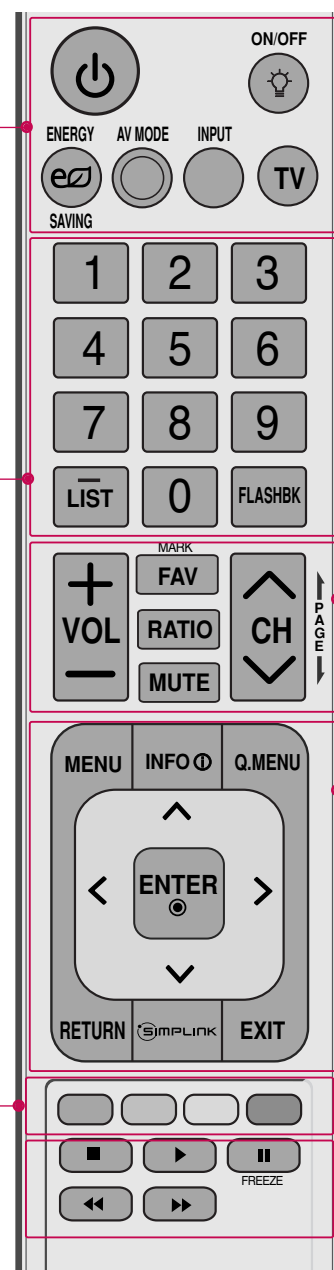 ON/OFF
ENERGY AV MODE INPUT
e TV
SAVING
1 2 3
4 5 6
7 8 9
LIST 0 FLASHBK
MARK
FAV
VOL RATIO CH PAGE
MUTE
MENU INFO i Q.MENU
ENTER
RETURN SIMPLINK EXIT
FREEZE